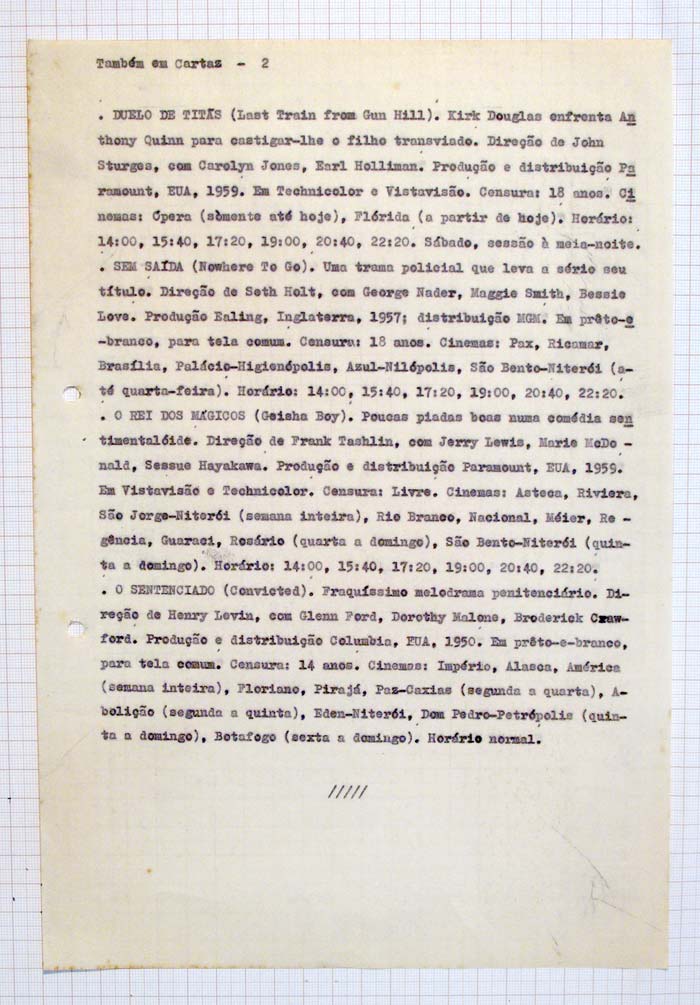 Também em Cartaz - 2
. DUELO DE TITÃS (Last Train from Gun Hill). Kirk Douglas enfrenta An
thony Quinn para castigar-lhe o filho transviado. Direção de John
Sturges, com Carolyn Jones, Earl Holliman. Produção e distribuição Pa
ramount, EUA, 1959. Em Technicolor e Vistavisão. Censura: 18 anos. Ci
nemas: Ópera (sòmente até hoje), Flórida (a partir de hoje). Horário:
14:00, 15:40, 17:20, 19:00, 20:40, 22:20. Sábado, sessão à meia-noite.
. SEM SAÍDA (Nowhere To Go). Uma trama policial que leva a sério seu
título. Direção de Seth Holt, com George Nader, Maggie Smith, Bessie
Love. Produção Ealing, Inglaterra, 1957; distribuição MGM. Em prêto-e
-branco, para tela comum. Censura: 18 anos. Cinemas: Pax, Ricamar,
Brasília, Palácio-Higienópolis, Azul-Nilópolis, São Bento-Niterói (a-
té quarta-feira). Horário: 14:00, 15:40, 17:20, 19:00, 20:40, 22:20.
. O REI DOS MÁGICOS (Geisha Boy). Poucas piadas boas numa comédia sen
timentalóide. Direção de Frank Tashlin, com Jerry Lewis, Marie McDo -
nald, Sessue Hayakawa. Produção e distribuição Paramount, EUA, 1959.
Em Vistavisão e Technicolor. Censura: Livre. Cinemas: Asteca, Riviera,
São Jorge-Niterói (semana inteira), Rio Branco, Nacional, Méier, Re -
gência, Guaraci, Rosário (quarta a domingo), São Bento-Niterói (quin-
ta a domingo). Horário: 14:00, 15:40, 17:20, 19:00, 20:40, 22:20.
. O SENTENCIADO (Convicted). Fraquíssimo melodrama penitenciário. Di-
reção de Henry Levin, com Glenn Ford, Dorothy Malone, Broderick Craw-
ford. Produção e distribuição Columbia, EUA, 1950. Em prêto-e-branco,
para tela comum. Censura: 14 anos. Cinemas: Império, Alasca, América
(semana inteira), Floriano, Pirajá, Paz-Caxias (segunda a quarta), A-
bolição (segunda a quinta), Eden-Niterói, Dom Pedro-Petrópolis (quin-
ta a domingo), Botafogo (sexta a domingo). Horário normal.
/////